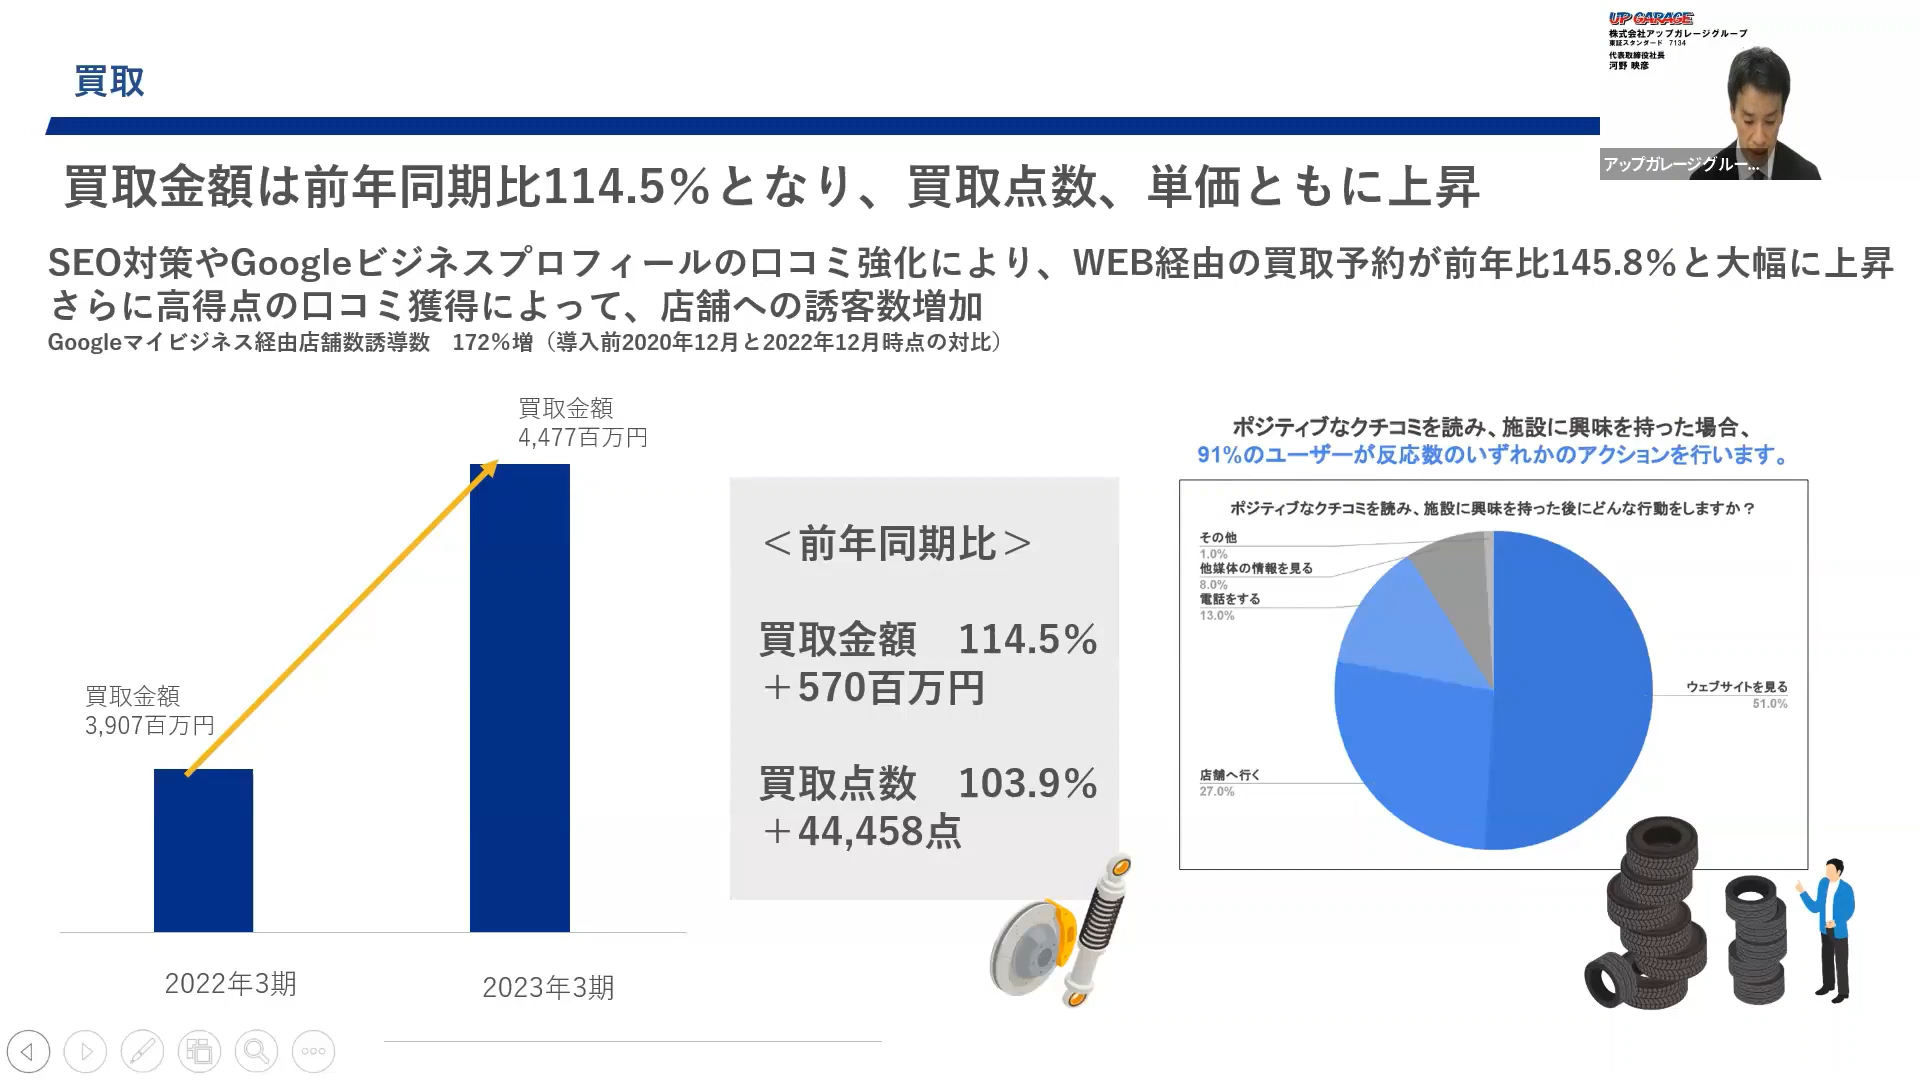 UP GARAGE
株式会社アップガレージグループ
東証スタンダード 7134
代表取締役社長
河野 映彦
アップガレージグルー...
買取
買取金額は前年同期比114.5%となり、買取点数、単価ともに上昇
SEO対策やGoogleビジネスプロフィールの口コミ強化により、WEB経由の買取予約が前年比145.8%と大幅に上昇
さらに高得点の口コミ獲得によって、店舗への誘客数増加
Googleマイビジネス経由店舗数誘導数　172%増（導入前2020年12月と2022年12月時点の対比）
買取金額
4,477百万円
買取金額
3,907百万円
2022年3期
2023年3期
＜前年同期比＞
買取金額　114.5%
＋570百万円
買取点数　103.9%
＋44,458点
ポジティブなクチコミを読み、施設に興味を持った場合、
91%のユーザーが反応数のいずれかのアクションを行います。
ポジティブなクチコミを読み、施設に興味を持った後にどんな行動をしますか？
その他
1.0%
他媒体の情報を見る
8.0%
電話をする
13.0%
ウェブサイトを見る
51.0%
店舗へ行く
27.0%